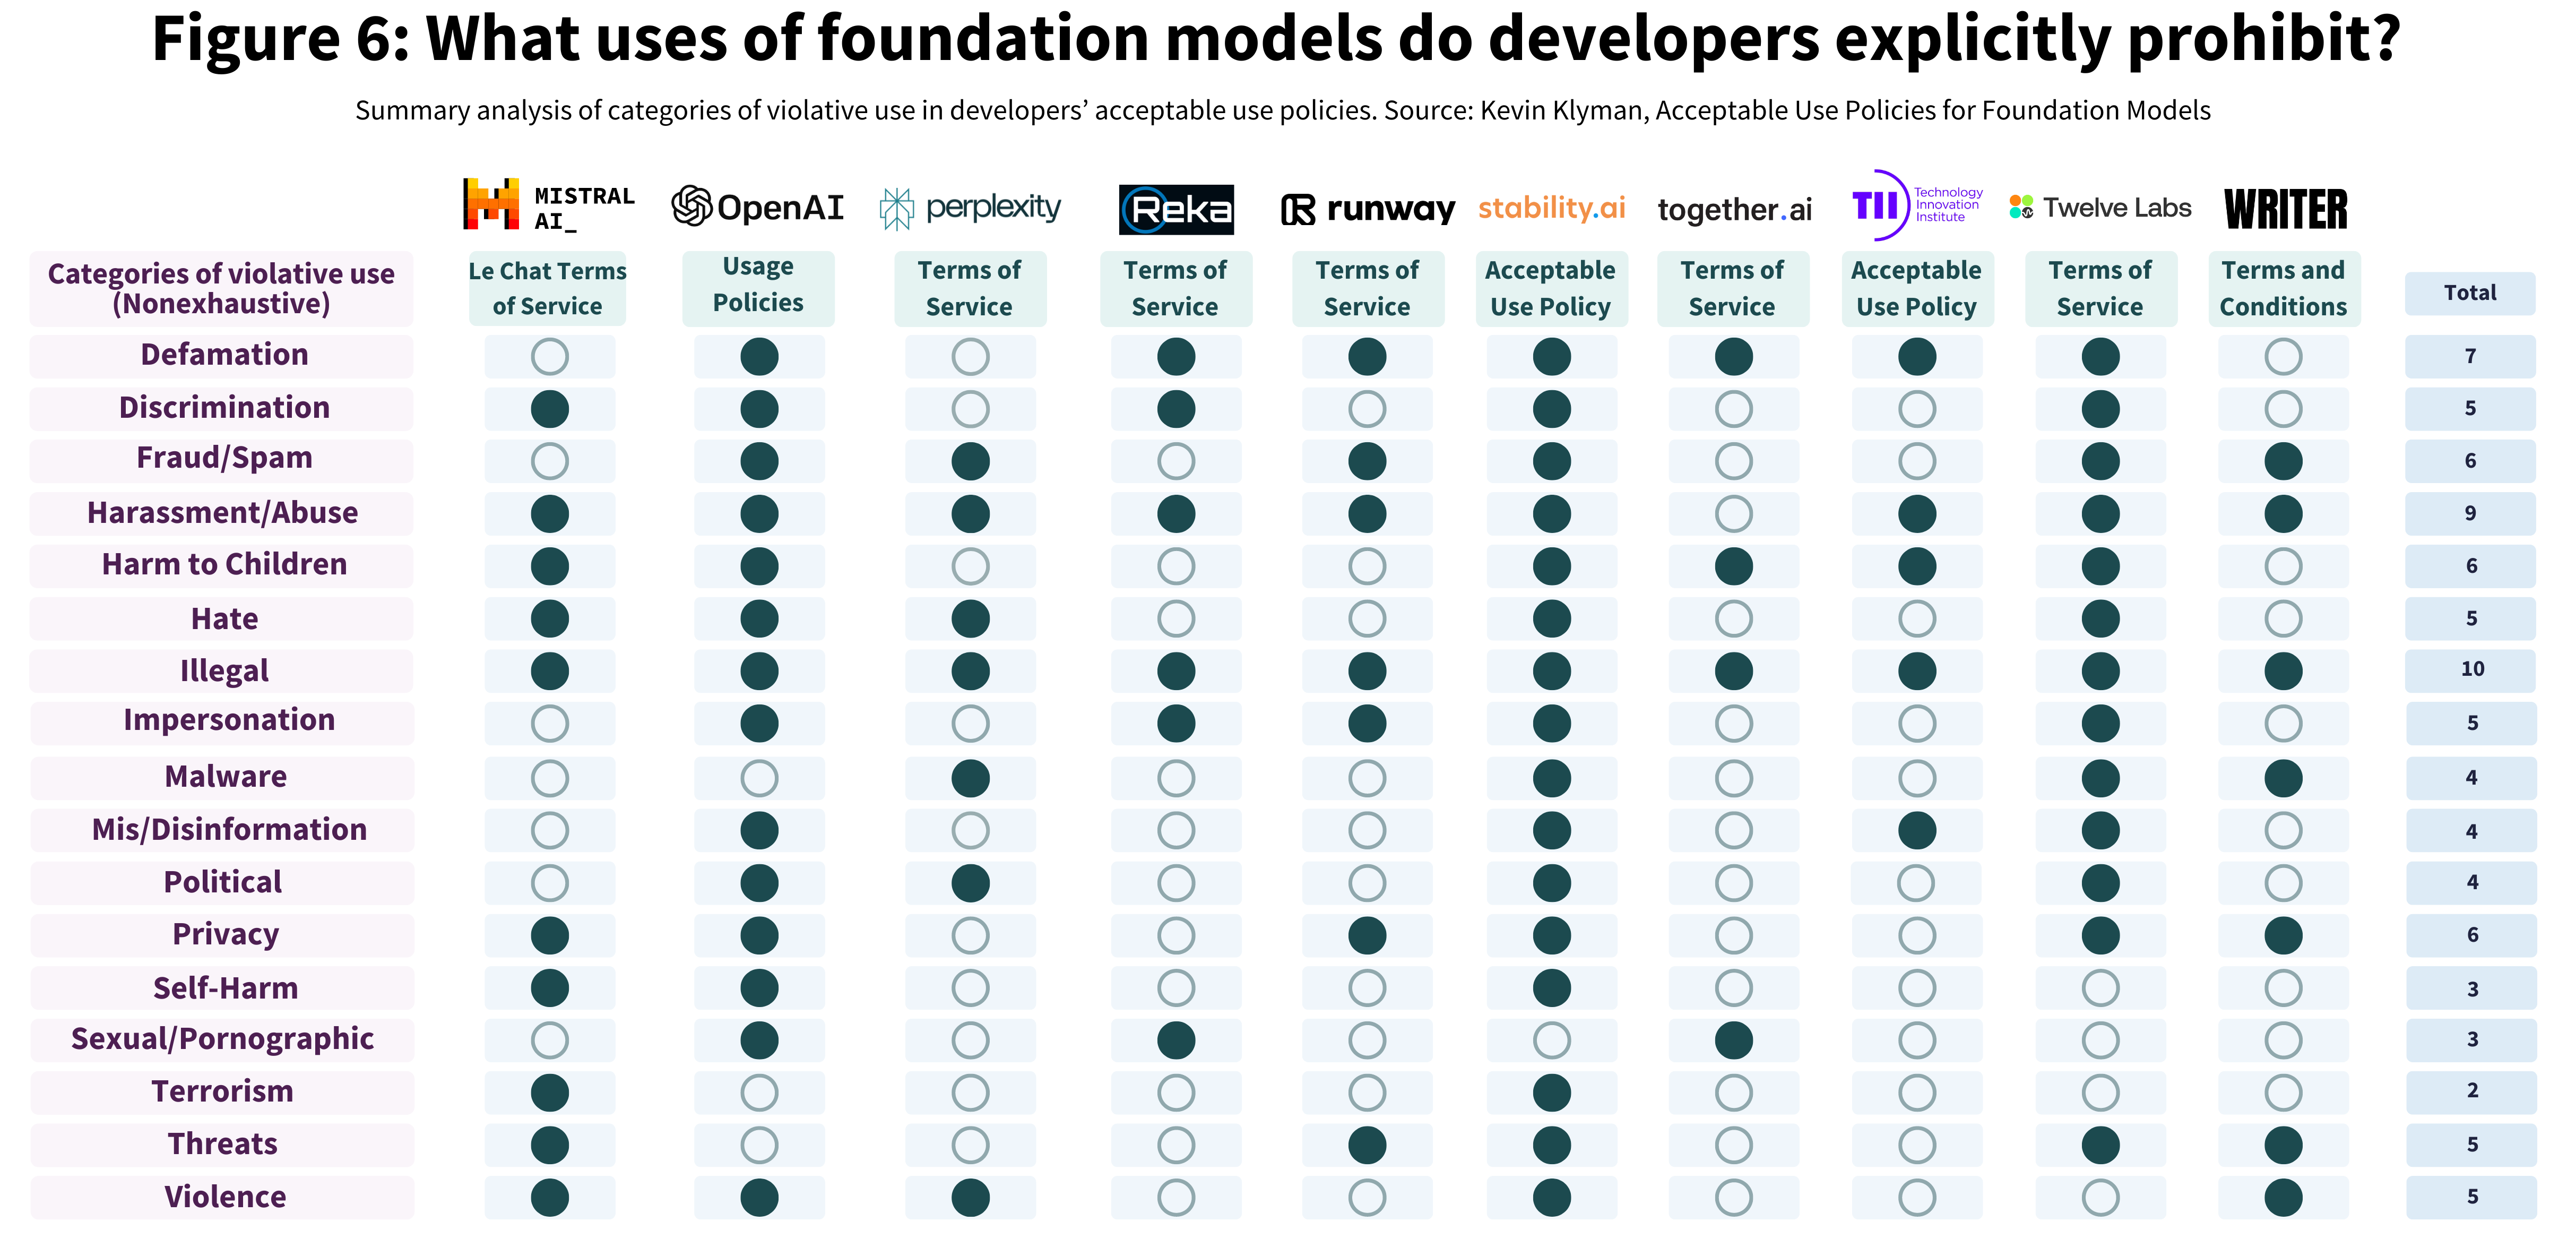 Figure 6: What uses of foundation models do developers explicitly prohibit?
Summary analysis of categories of violative use in developers’ acceptable use policies. Source: Kevin Klyman, Acceptable Use Policies for Foundation Models
MISTRAL
AI_
OpenAI
perplexity
Reka
runway
stability.ai
together.ai
TII
Technology
Innovation
Institute
Twelve Labs
WRITER
Categories of violative use
(Nonexhaustive)
Le Chat Terms
of Service
Usage
Policies
Terms of
Service
Terms of
Service
Terms of
Service
Acceptable
Use Policy
Terms of
Service
Acceptable
Use Policy
Terms of
Service
Terms and
Conditions
Total
Defamation 7
Discrimination 5
Fraud/Spam 6
Harassment/Abuse 9
Harm to Children 6
Hate 5
Illegal 10
Impersonation 5
Malware 4
Mis/Disinformation 4
Political 4
Privacy 6
Self-Harm 3
Sexual/Pornographic 3
Terrorism 2
Threats 5
Violence 5